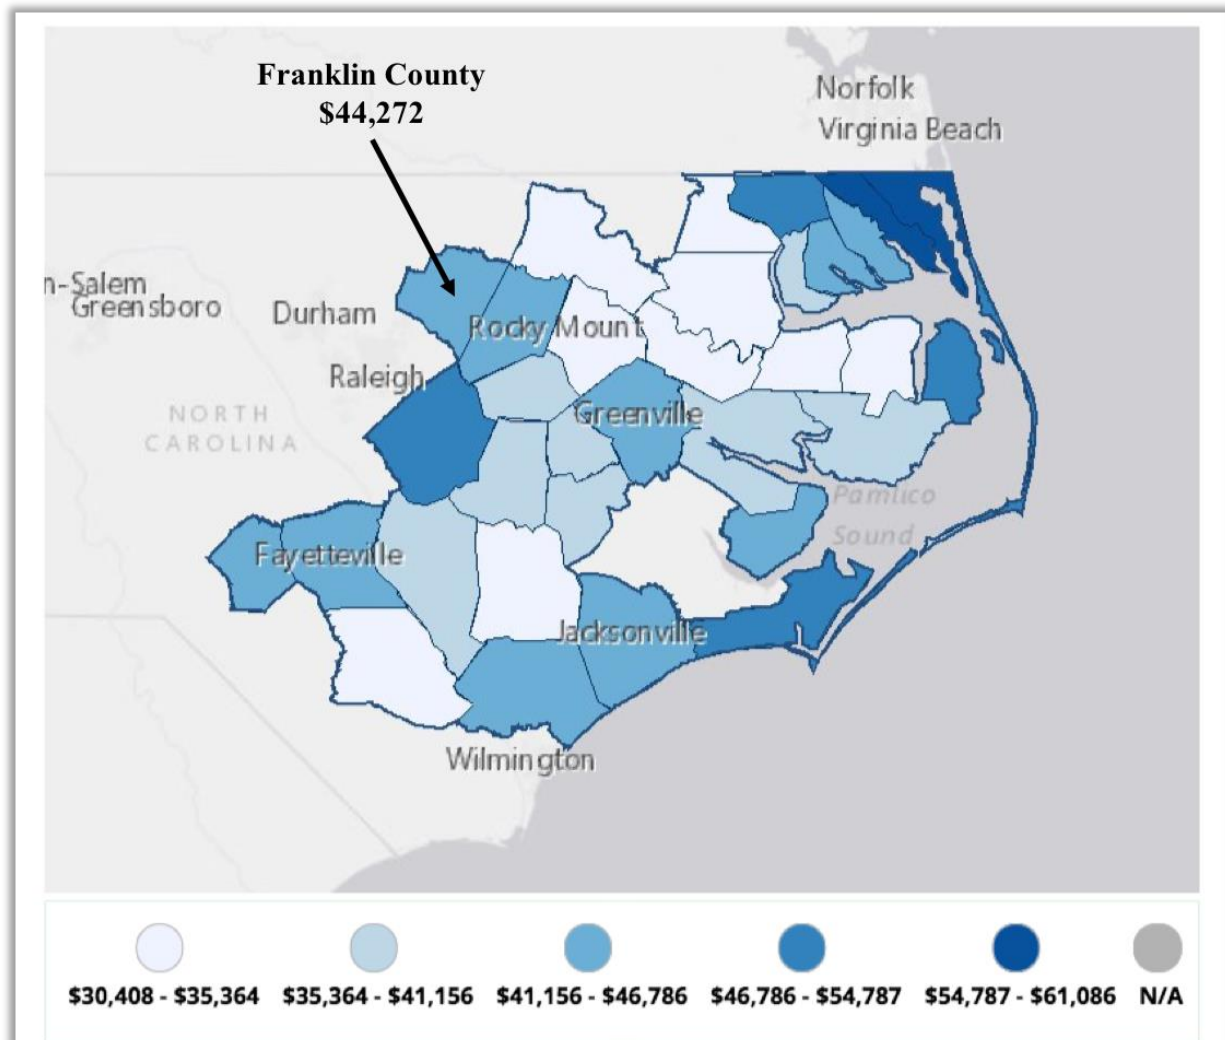 Franklin County
$44,272
Norfolk
Virginia Beach
n-Salem
Greensboro
Durham
Rocky Mount
Raleigh
NORTH
CAROLINA
Greenville
Pamlico
Sound
Fayetteville
Jacksonville
Wilmington
$30,408 - $35,364
$35,364 - $41,156
$41,156 - $46,786
$46,786 - $54,787
$54,787 - $61,086
N/A